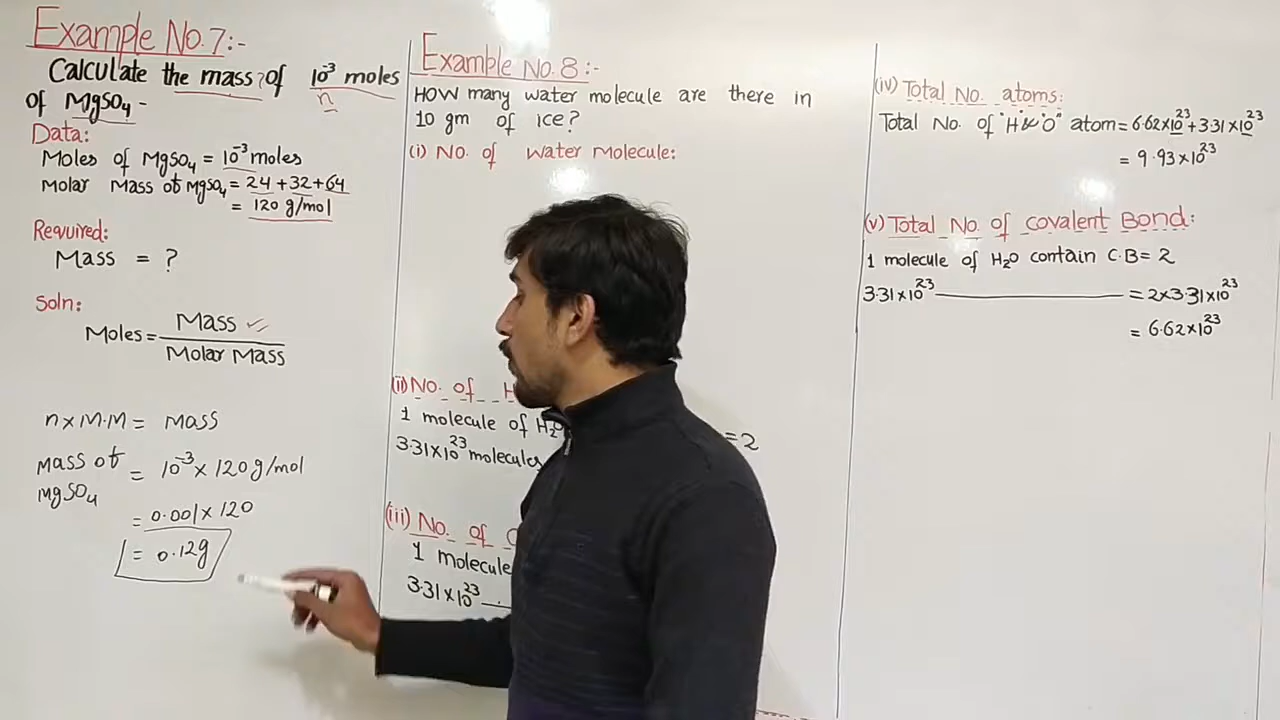 Example No.7:-
Calculate the mass? of 10⁻³ moles
n
of MgSO₄-
Data:
Moles of MgSO₄ = 10⁻³ moles
Molar Mass of MgSO₄ = 24 + 32 + 64
= 120 g/mol
Required:
Mass = ?
Soln:
Moles = Mass / Molar Mass
n × M.M = Mass
Mass of MgSO₄ = 10⁻³ × 120 g/mol
= 0.001 × 120
= 0.12g
Examble No. 8:-
HOW many water molecule are there in
10 gm of ice?
(i) NO. of Water Molecule:
(ii) NO. of H
1 molecule of H₂O = 2
3.31×10²³ molecules
(iii) No. of
1 molecule
3.31×10²³
(iv) Total No. atoms:
Total No. of "H & O" atom = 6.62×10²³ + 3.31×10²³
= 9.93×10²³
(v) Total No. of covalent Bond:
1 molecule of H₂O contain C.B = 2
3.31×10²³ = 2×3.31×10²³
= 6.62×10²³